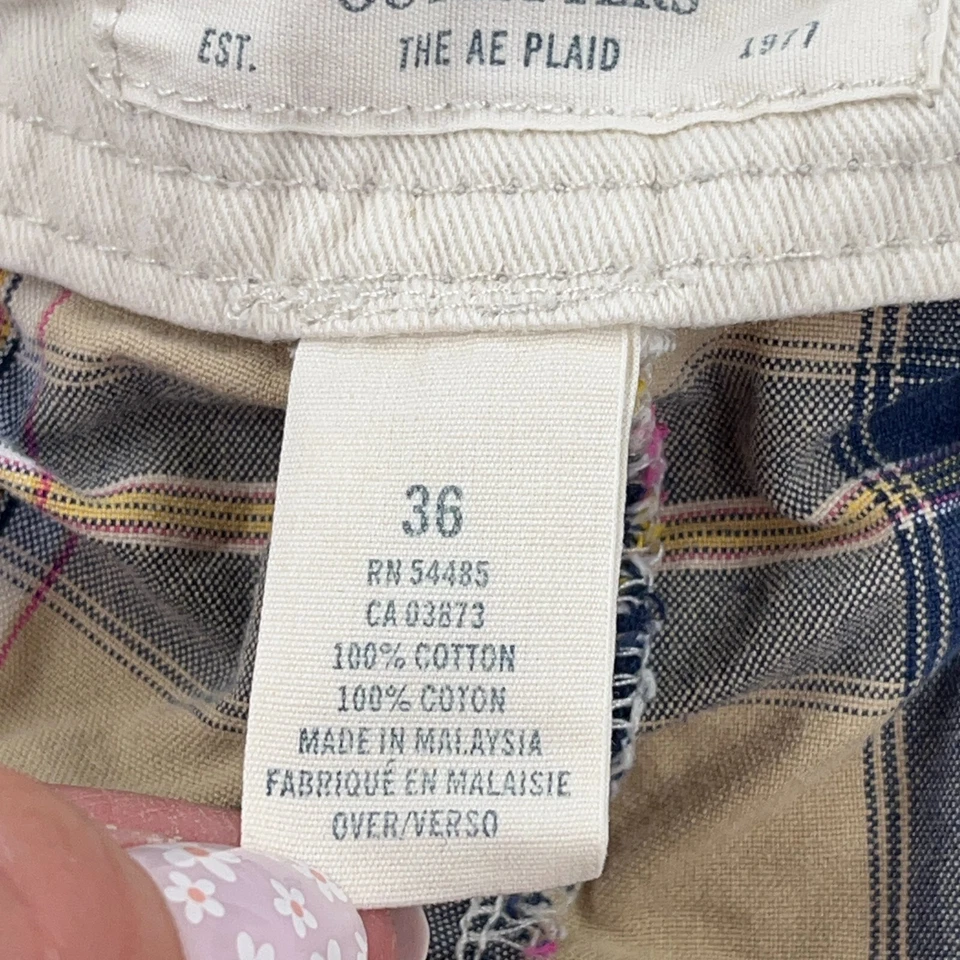 EST. THE AE PLAID 1977
36
RN 54485
CA 03873
100% COTTON
100% COTON
MADE IN MALAYSIA
FABRIQUÉ EN MALAISIE
OVER/VERSO